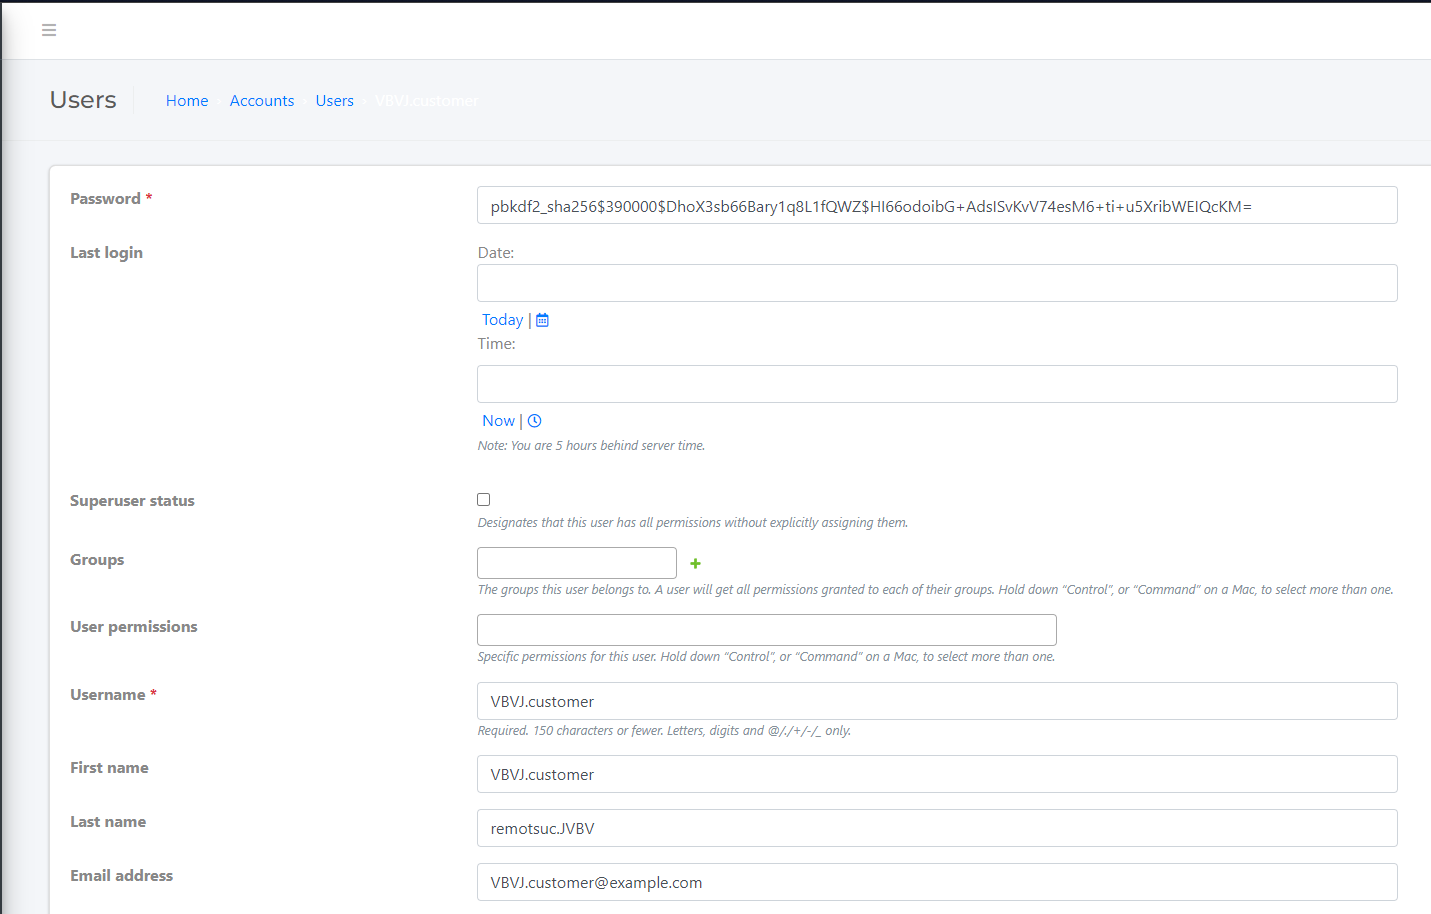 Users Home › Accounts › Users › VBVJ.customer
Password *
pbkdf2_sha256$390000$DhoX3sb66Bary1q8L1fQWZ$HI66odoibG+AdsISvKvV74esM6+ti+u5XribWEIQcKM=
Last login
Date:
Today |
Time:
Now |
Note: You are 5 hours behind server time.
Superuser status
Designates that this user has all permissions without explicitly assigning them.
Groups
The groups this user belongs to. A user will get all permissions granted to each of their groups. Hold down “Control”, or “Command” on a Mac, to select more than one.
User permissions
Specific permissions for this user. Hold down “Control”, or “Command” on a Mac, to select more than one.
Username *
VBVJ.customer
Required. 150 characters or fewer. Letters, digits and @/./+/-/_ only.
First name
VBVJ.customer
Last name
remotsuc.JVBV
Email address
VBVJ.customer@example.com